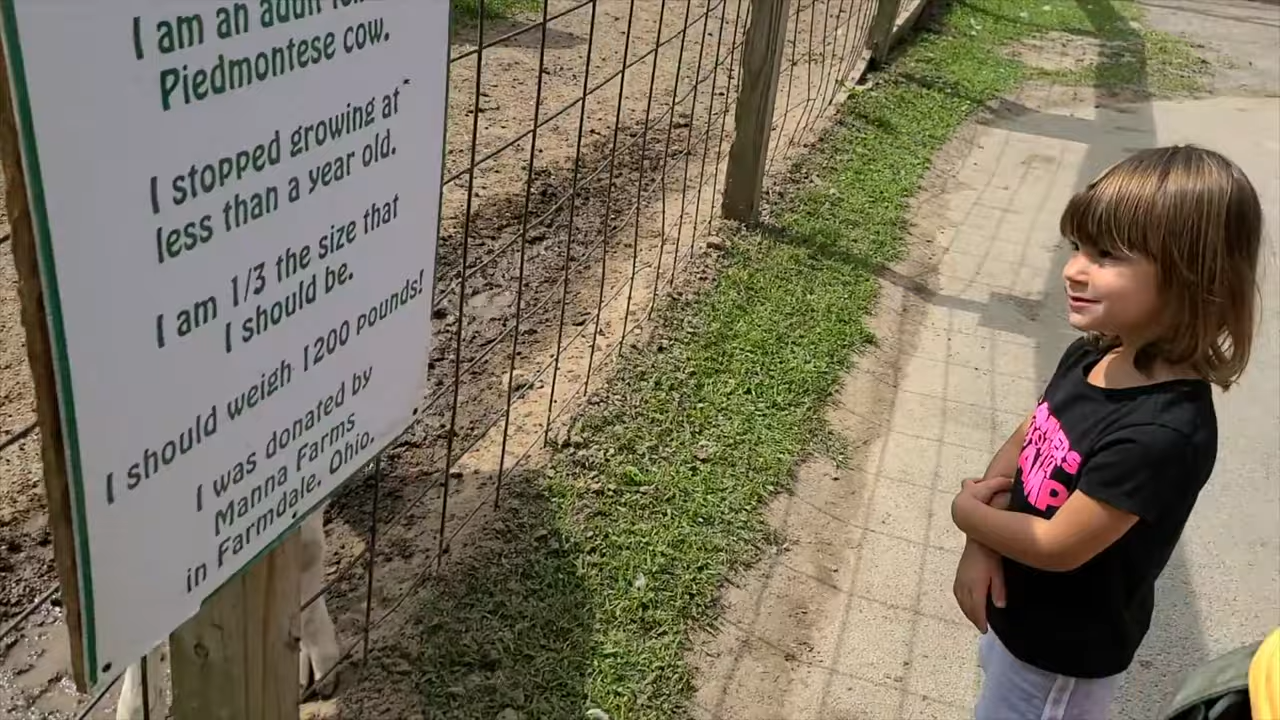 I am an adult
Piedmontese cow.
I stopped growing at
less than a year old.
I am 1/3 the size that
I should be.
I should weigh 1200 pounds!
I was donated by
Manna Farms
in Farmdale, Ohio.